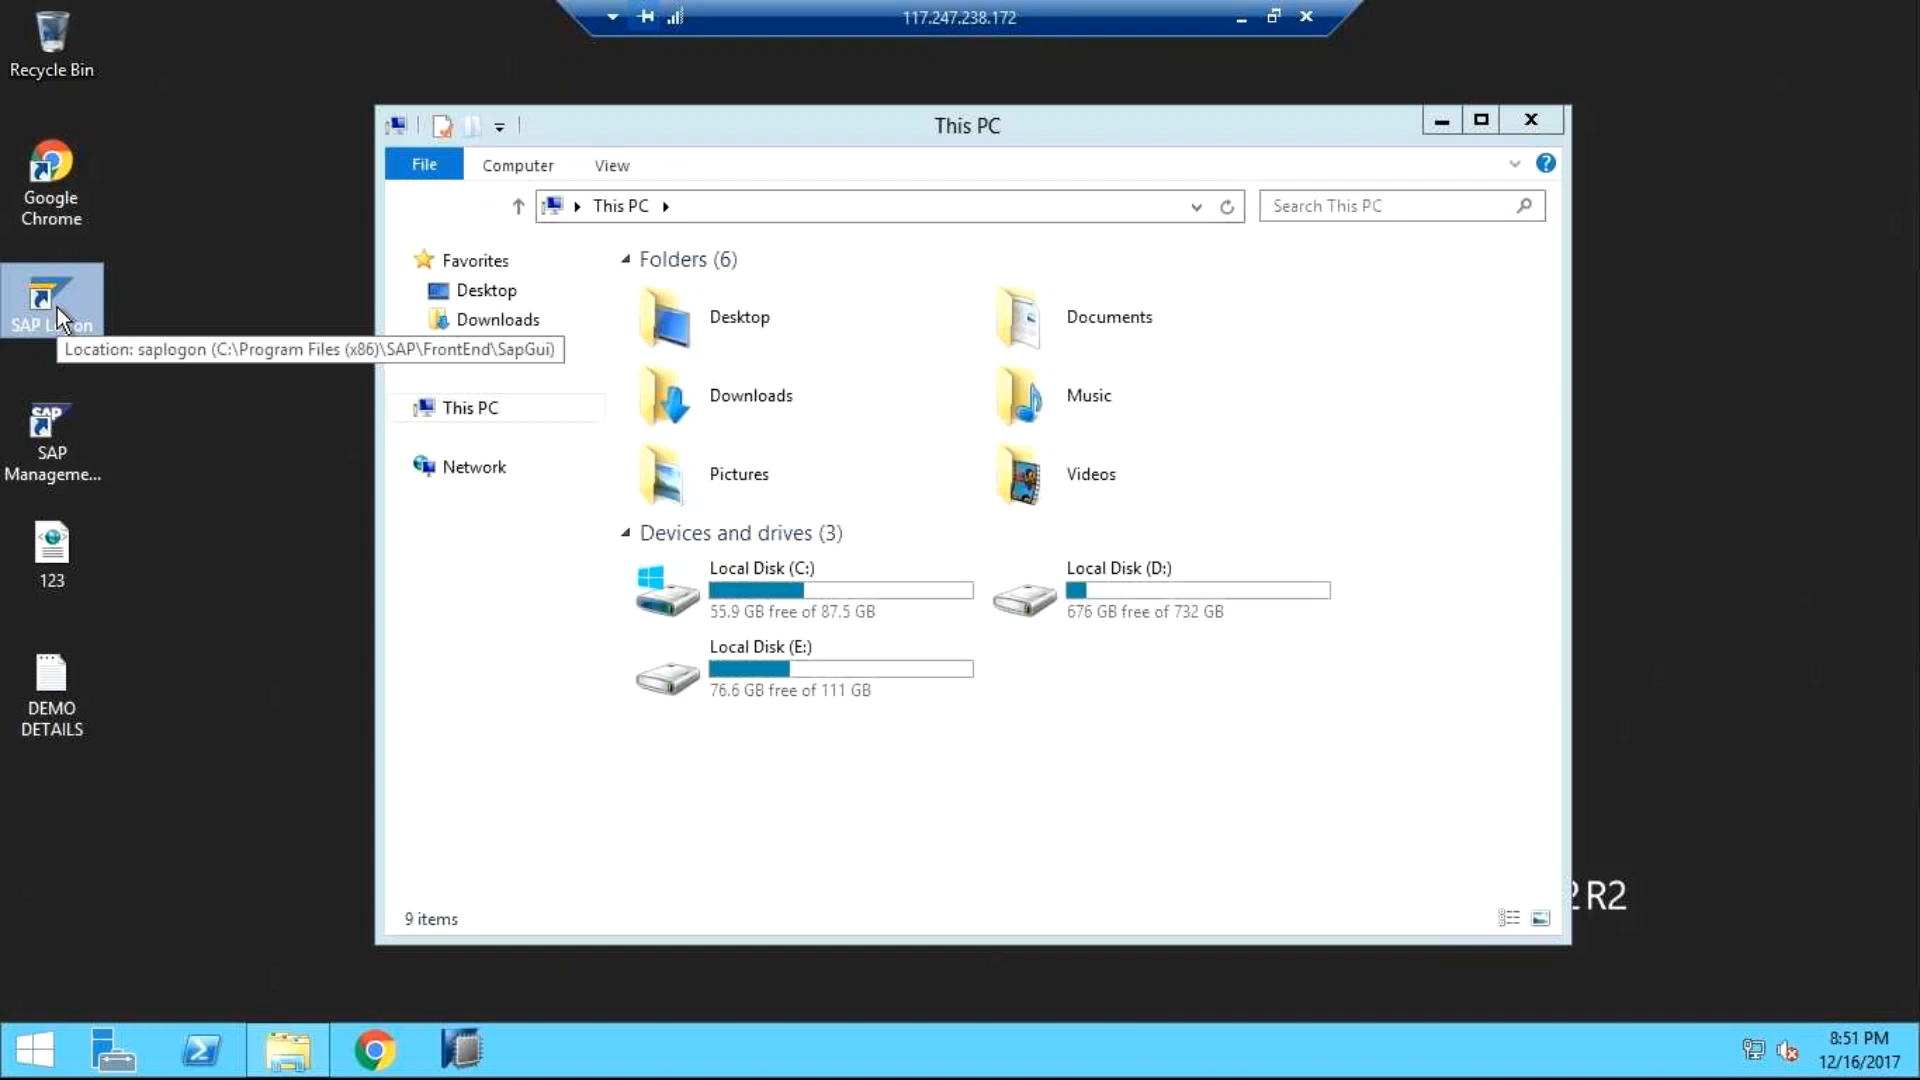 117.247.238.172
Recycle Bin
Google
Chrome
SAP
Location: saplogon (C:\Program Files (x86)\SAP\FrontEnd\SapGui)
SAP
SAP
Manageme...
123
DEMO
DETAILS
This PC
File
Computer
View
This PC
Search This PC
Favorites
Desktop
Downloads
This PC
Network
Folders (6)
Desktop
Documents
Downloads
Music
Pictures
Videos
Devices and drives (3)
Local Disk (C:)
55.9 GB free of 87.5 GB
Local Disk (D:)
676 GB free of 732 GB
Local Disk (E:)
76.6 GB free of 111 GB
9 items
2 R2
8:51 PM
12/16/2017